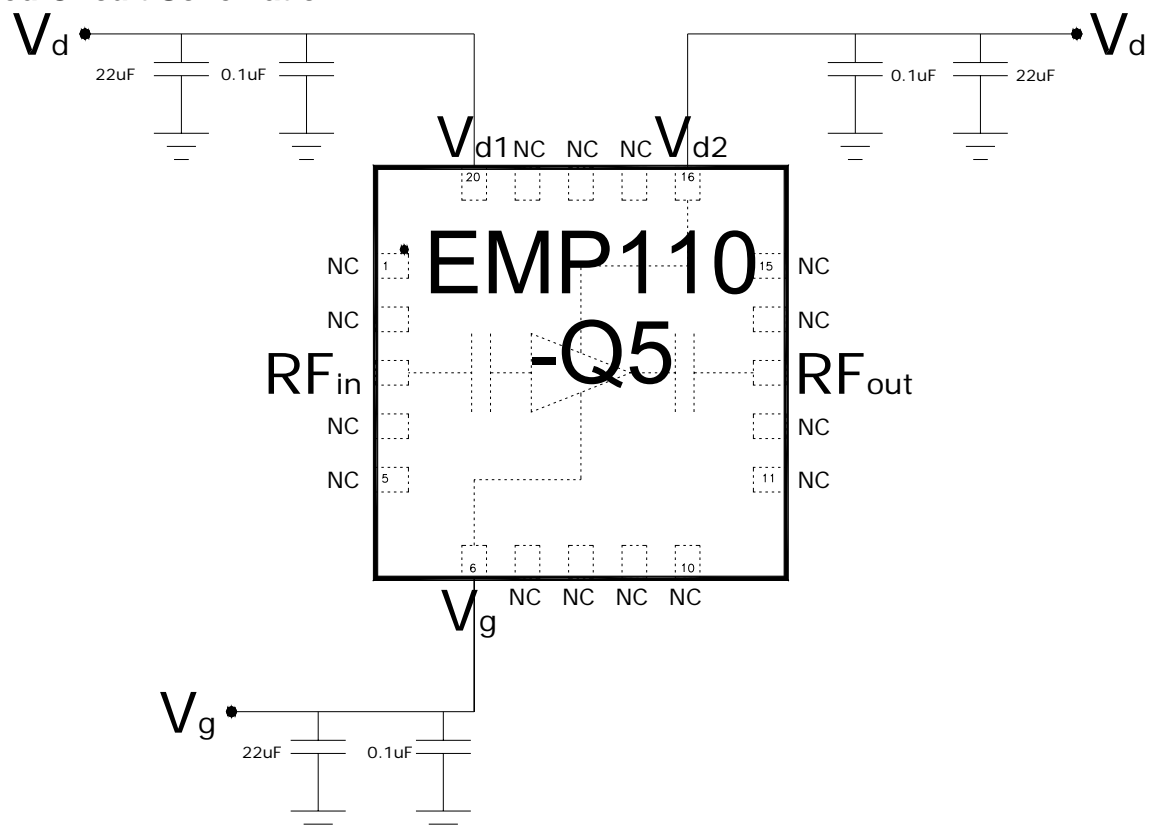 Vd
Vd
22uF
0.1uF
0.1uF
22uF
Vd1
NC
NC
NC
Vd2
20
16
EMP110
-Q5
NC
1
15
NC
NC
NC
RFin
RFout
NC
NC
NC
5
11
NC
6
10
Vg
NC
NC
NC
NC
Vg
22uF
0.1uF